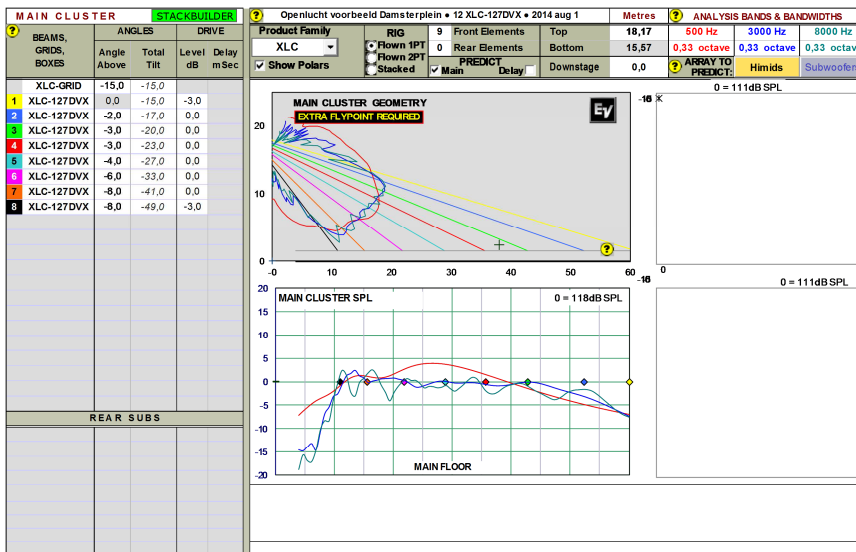 MAIN CLUSTER STACKBUILDER
BEAMS, GRIDS, BOXES ANGLES DRIVE
Angle Above Total Tilt Level dB Delay mSec
XLC-GRID -15,0 -15,0
1 XLC-127DVX 0,0 -15,0 -3,0
2 XLC-127DVX -2,0 -17,0 0,0
3 XLC-127DVX -3,0 -20,0 0,0
4 XLC-127DVX -3,0 -23,0 0,0
5 XLC-127DVX -4,0 -27,0 0,0
6 XLC-127DVX -6,0 -33,0 0,0
7 XLC-127DVX -8,0 -41,0 0,0
8 XLC-127DVX -8,0 -49,0 -3,0
REAR SUBS
? Openlucht voorbeeld Damsterplein • 12 XLC-127DVX • 2014 aug 1 Metres
Product Family
XLC
Show Polars
RIG
Flown 1PT
Flown 2PT
Stacked
9 Front Elements
0 Rear Elements
PREDICT
Main Delay
Top 18,17
Bottom 15,57
Downstage 0,0
? ANALYSIS BANDS & BANDWIDTHS
500 Hz 3000 Hz 8000 Hz
0,33 octave 0,33 octave 0,33 octa
? ARRAY TO PREDICT: Himids Subwoofer
MAIN CLUSTER GEOMETRY
EXTRA FLYPOINT REQUIRED
EV
20
10
0
-0 10 20 30 40 50 60
?
0 = 111dB SPL
0
0 = 111dB SPL
MAIN CLUSTER SPL 0 = 118dB SPL
20
15
10
5
0
-5
-10
-15
-20
MAIN FLOOR